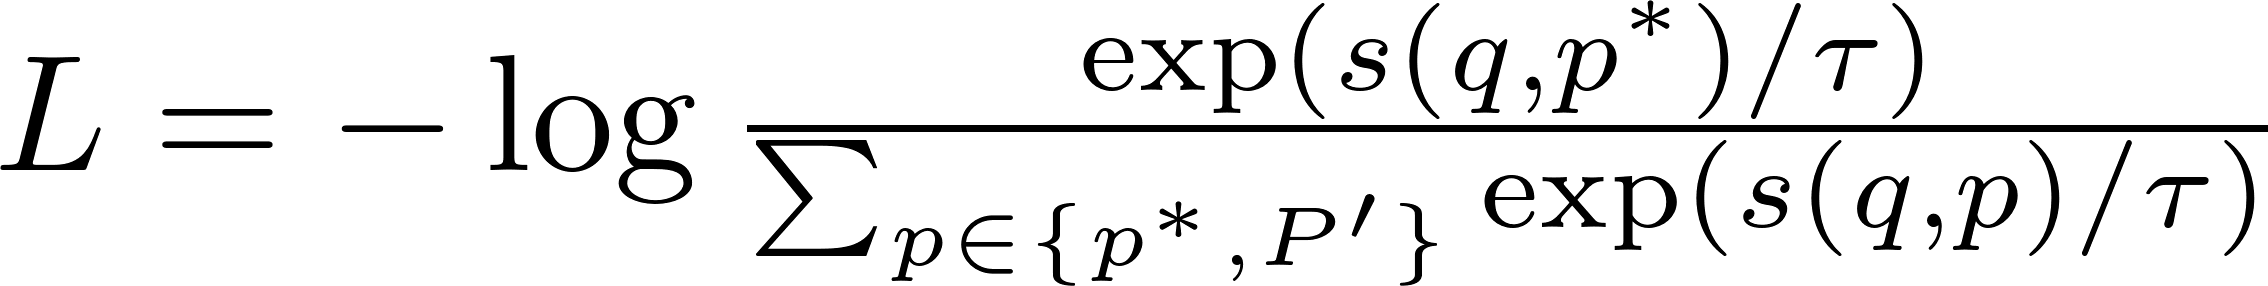 L = − log exp(s(q,p*)/τ) / ∑_{p∈{p*,P′}} exp(s(q,p)/τ)